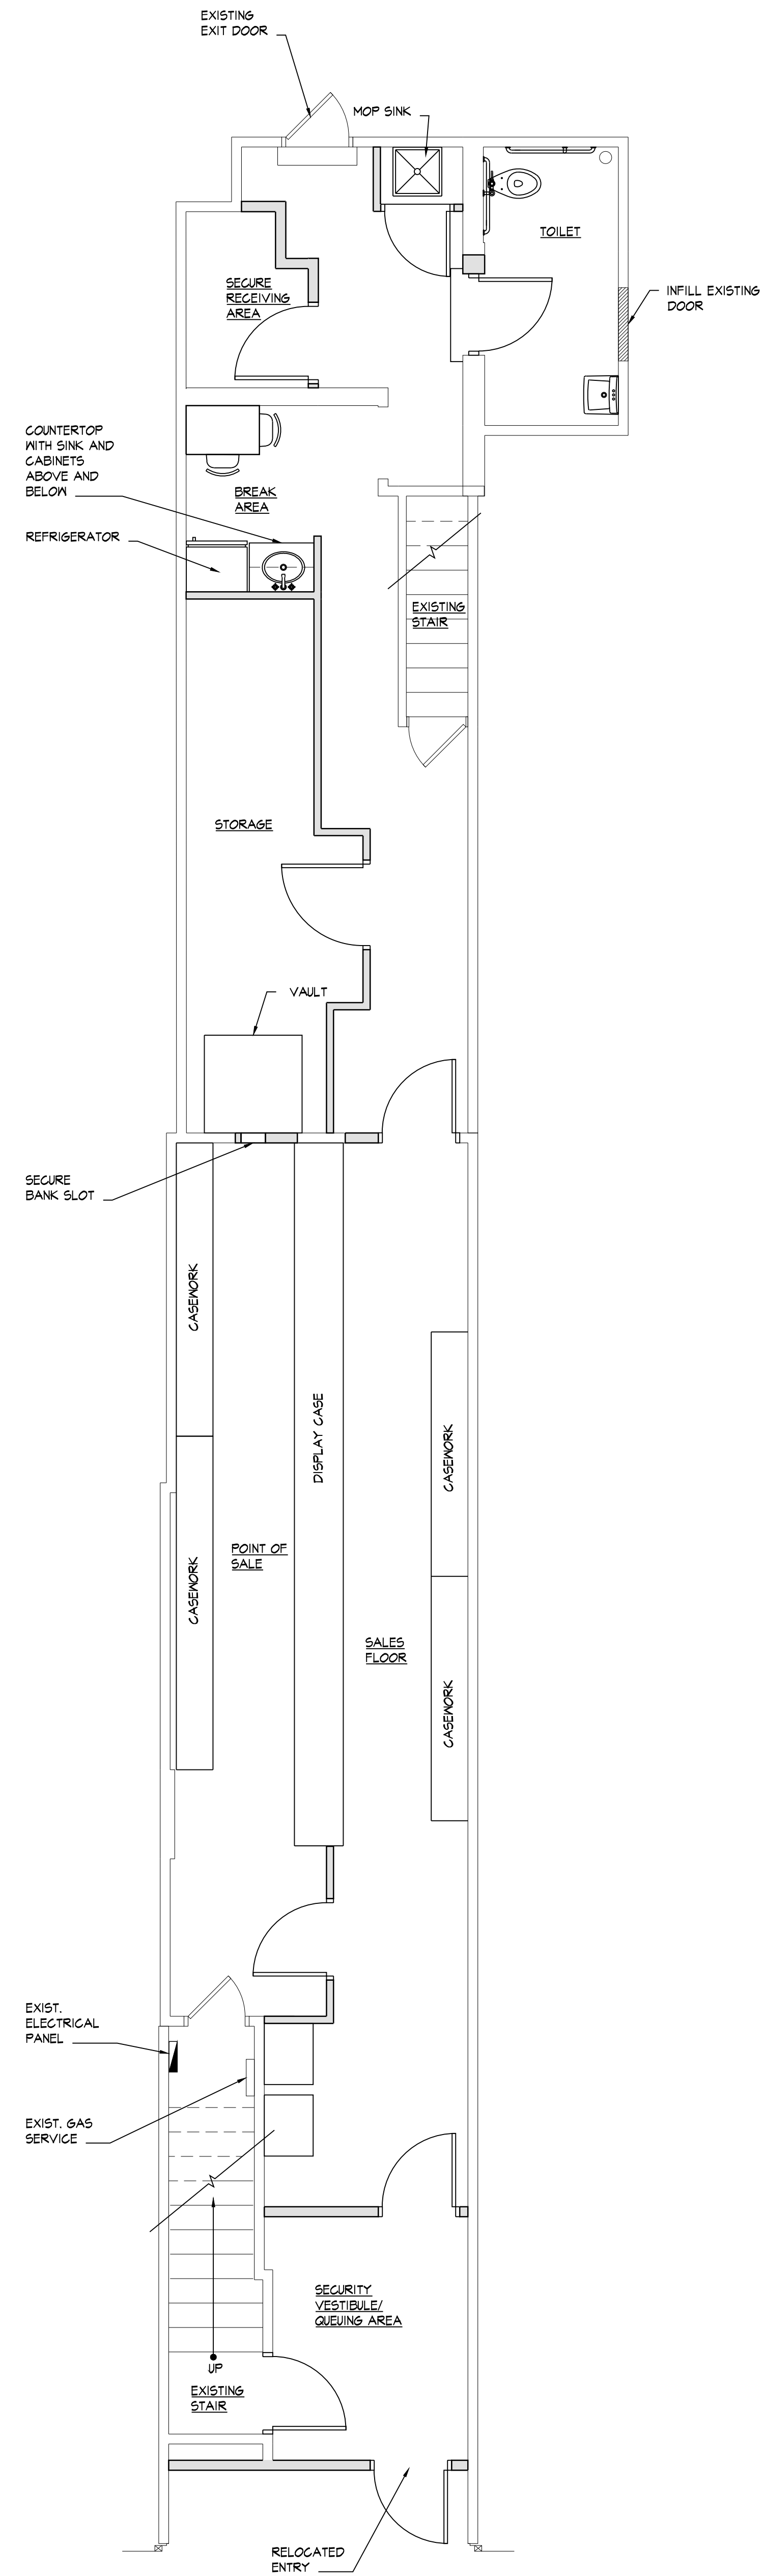 EXISTING
EXIT DOOR
MOP SINK
TOILET
SECURE
RECEIVING
AREA
INFILL EXISTING
DOOR
COUNTERTOP
WITH SINK AND
CABINETS
ABOVE AND
BELOW
BREAK
AREA
REFRIGERATOR
EXISTING
STAIR
STORAGE
VAULT
SECURE
BANK SLOT
CASEWORK
DISPLAY CASE
CASEWORK
POINT OF
SALE
CASEWORK
SALES
FLOOR
CASEWORK
EXIST.
ELECTRICAL
PANEL
EXIST. GAS
SERVICE
SECURITY
VESTIBULE/
QUEUING AREA
UP
EXISTING
STAIR
RELOCATED
ENTRY